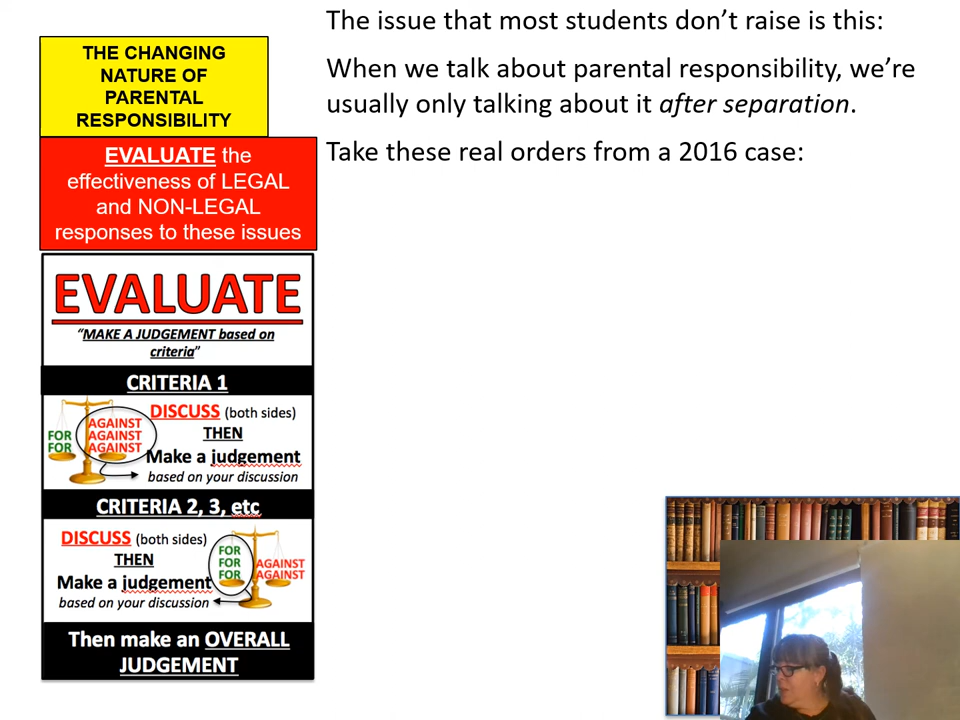 THE CHANGING
NATURE OF
PARENTAL
RESPONSIBILITY
EVALUATE the
effectiveness of LEGAL
and NON-LEGAL
responses to these issues
EVALUATE
“MAKE A JUDGEMENT based on
criteria”
CRITERIA 1
DISCUSS (both sides)
THEN
Make a judgement
based on your discussion
FOR
FOR
AGAINST
AGAINST
AGAINST
CRITERIA 2, 3, etc
DISCUSS (both sides)
THEN
Make a judgement
based on your discussion
FOR
FOR
FOR
AGAINST
AGAINST
Then make an OVERALL
JUDGEMENT
The issue that most students don’t raise is this:
When we talk about parental responsibility, we’re
usually only talking about it after separation.
Take these real orders from a 2016 case: